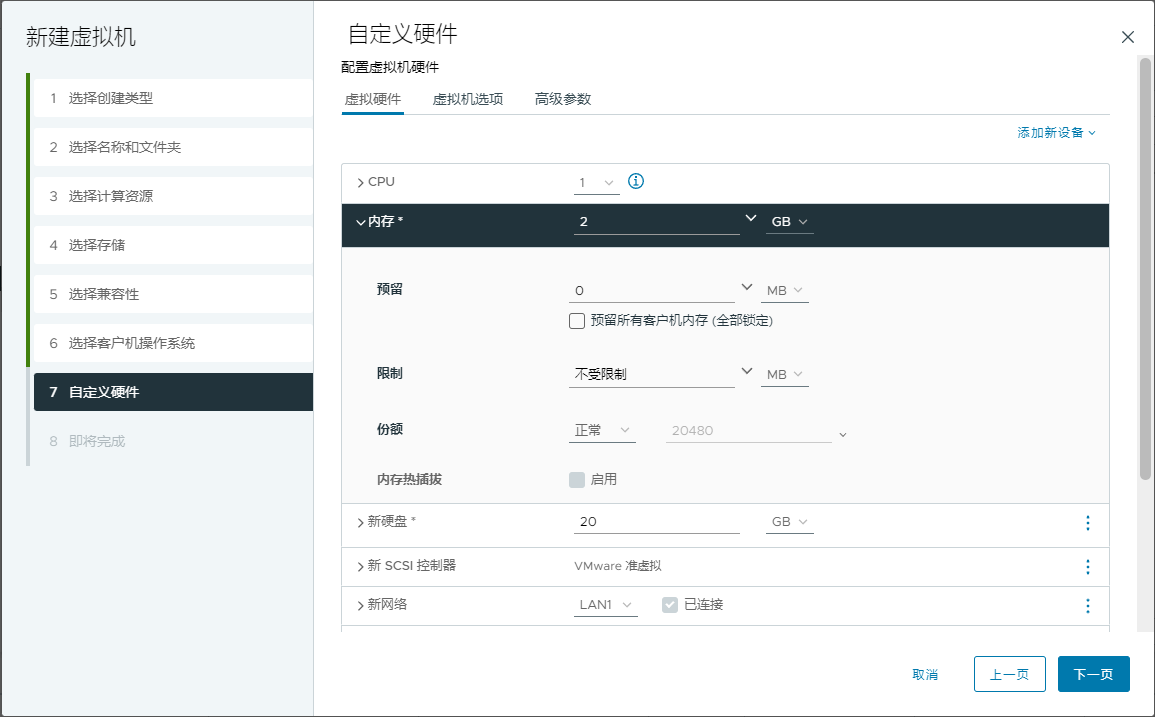 新建虚拟机
1 选择创建类型
2 选择名称和文件夹
3 选择计算资源
4 选择存储
5 选择兼容性
6 选择客户机操作系统
7 自定义硬件
8 即将完成
自定义硬件
配置虚拟机硬件
虚拟硬件 虚拟机选项 高级参数
添加新设备
CPU 1
内存 * 2 GB
预留 0 MB
预留所有客户机内存 (全部锁定)
限制 不受限制 MB
份额 正常 20480
内存热插拔 启用
新硬盘 * 20 GB
新 SCSI 控制器 VMware 准虚拟
新网络 LAN1 已连接
取消 上一页 下一页